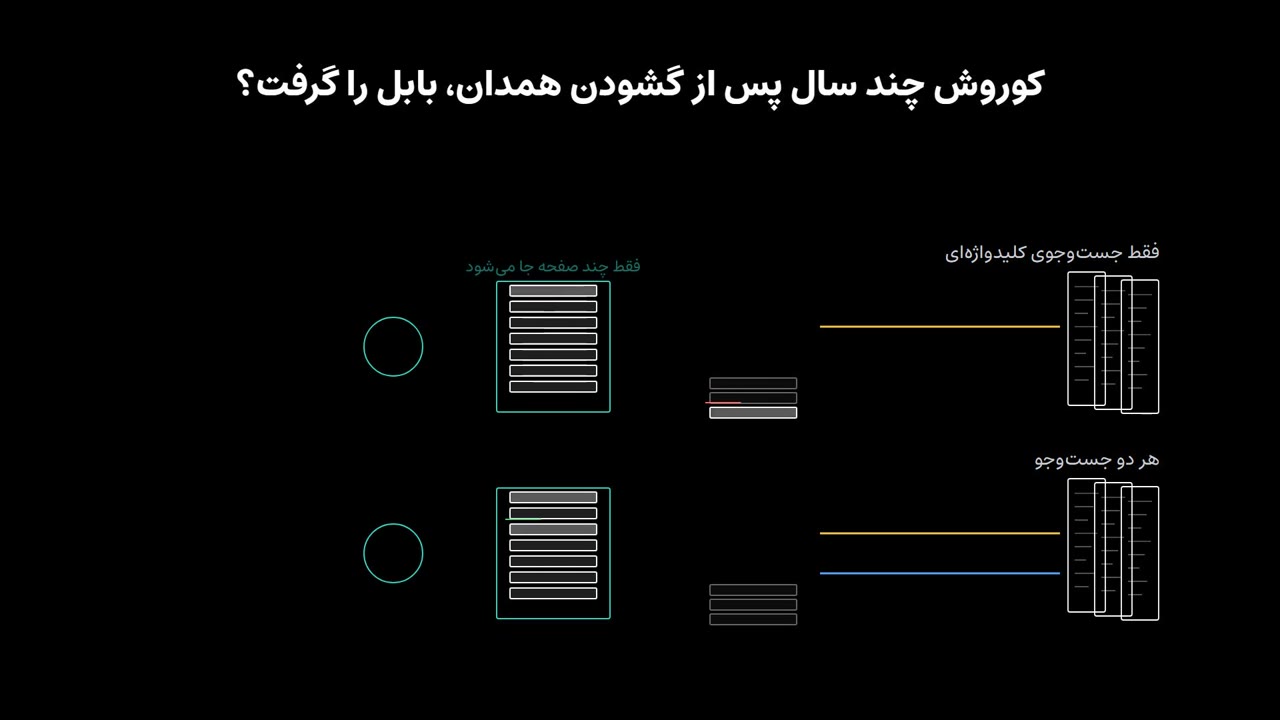 کوروش چند سال پس از گشودن همدان، بابل را گرفت؟
فقط جست‌وجوی کلیدواژه‌ای
فقط چند صفحه جا می‌شود
هر دو جست‌وجو